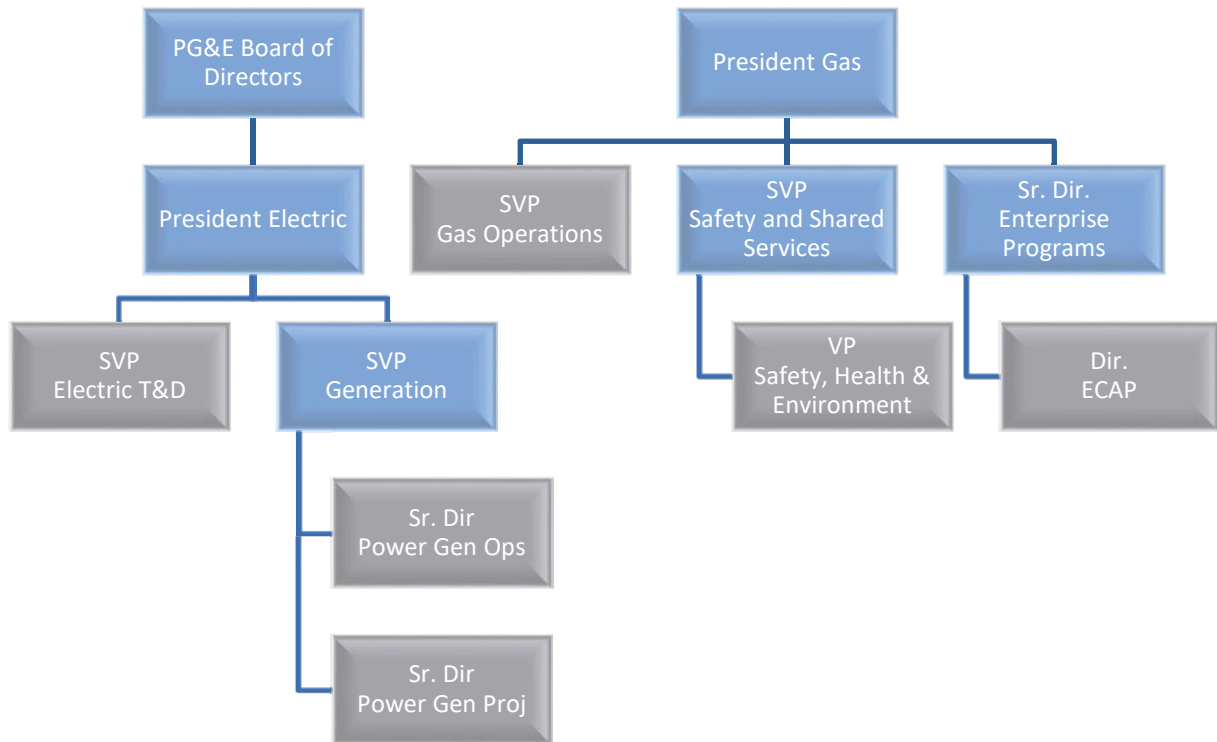 PG&E Board of
Directors
President Gas
President Electric
SVP
Gas Operations
SVP
Safety and Shared
Services
Sr. Dir.
Enterprise
Programs
SVP
Electric T&D
SVP
Generation
VP
Safety, Health &
Environment
Dir.
ECAP
Sr. Dir
Power Gen Ops
Sr. Dir
Power Gen Proj